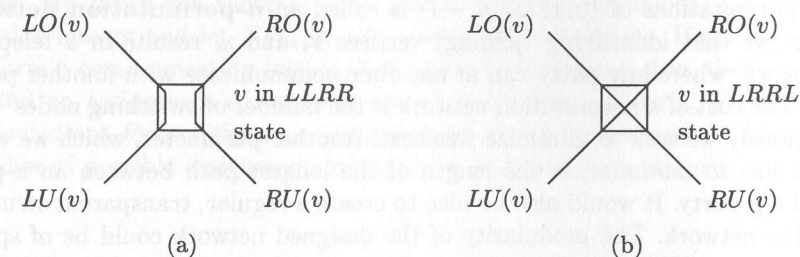 LO(v) RO(v) LO(v) RO(v)
v in LLRR v in LRRL
state state
LU(v) RU(v) LU(v) RU(v)
(a) (b)